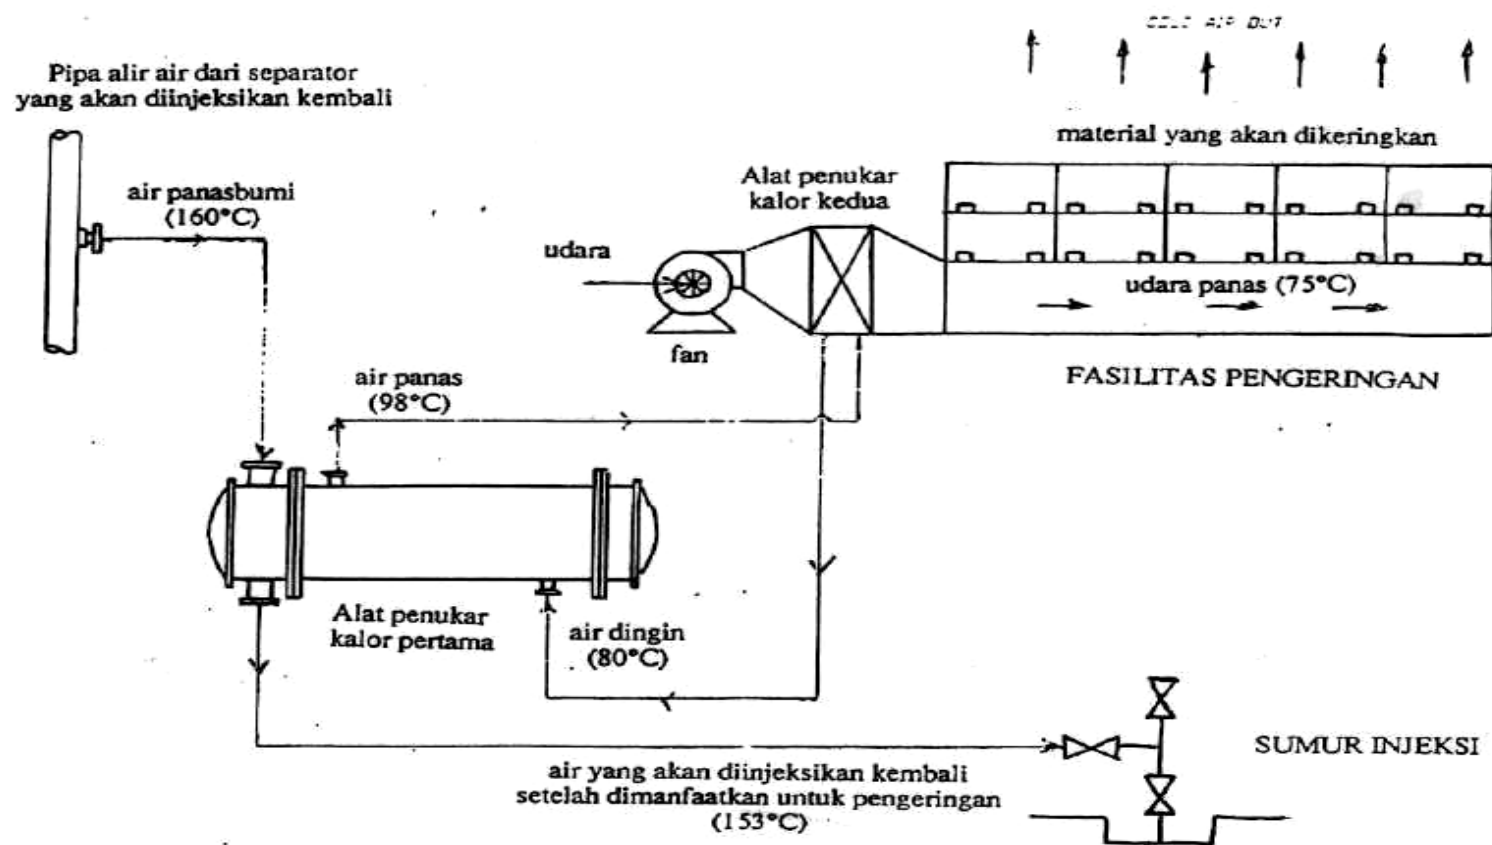 AIR OUT
Pipa alir air dari separator
yang akan diinjeksikan kembali
material yang akan dikeringkan
Alat penukar
kalor kedua
air panasbumi
(160°C)
udara
udara panas (75°C)
fan
FASILITAS PENGERINGAN
air panas
(98°C)
Alat penukar
kalor pertama
air dingin
(80°C)
SUMUR INJEKSI
air yang akan diinjeksikan kembali
setelah dimanfaatkan untuk pengeringan
(153°C)